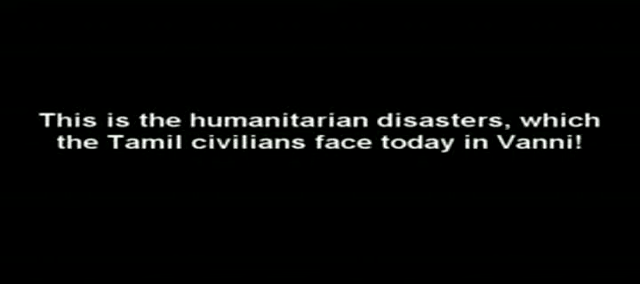 This is the humanitarian disasters, which
the Tamil civilians face today in Vanni!